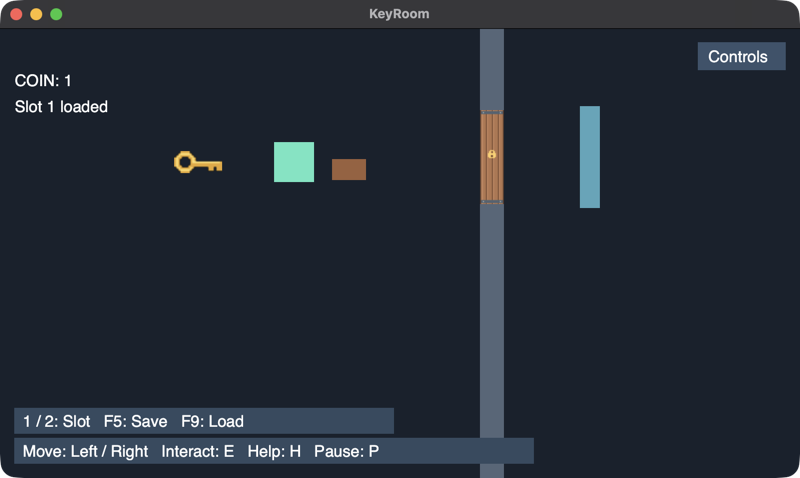 KeyRoom
Controls
COIN: 1
Slot 1 loaded
1 / 2: Slot   F5: Save   F9: Load
Move: Left / Right   Interact: E   Help: H   Pause: P